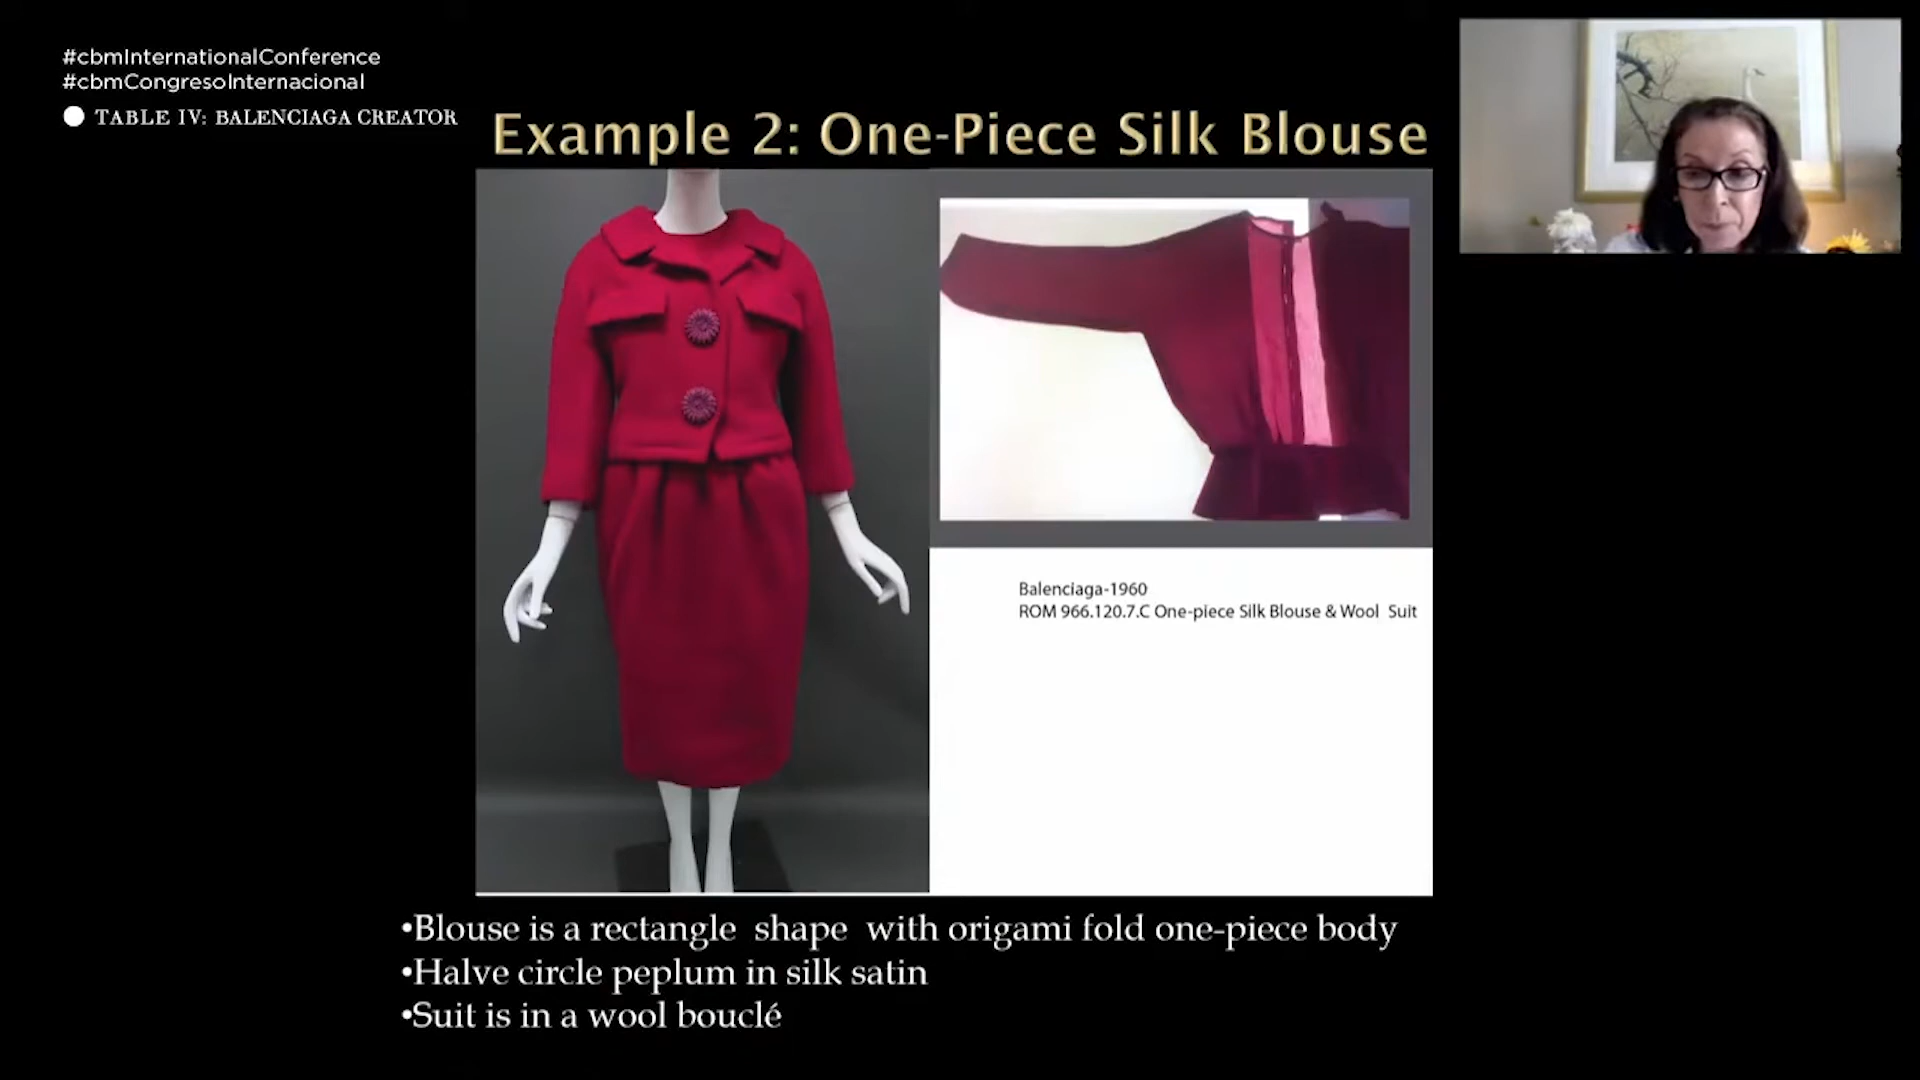 #cbmInternationalConference
#cbmCongresoInternacional
TABLE IV: BALENCIAGA CREATOR
Example 2: One-Piece Silk Blouse
Balenciaga-1960
ROM 966.120.7.C One-piece Silk Blouse & Wool Suit
•Blouse is a rectangle shape with origami fold one-piece body
•Halve circle peplum in silk satin
•Suit is in a wool bouclé